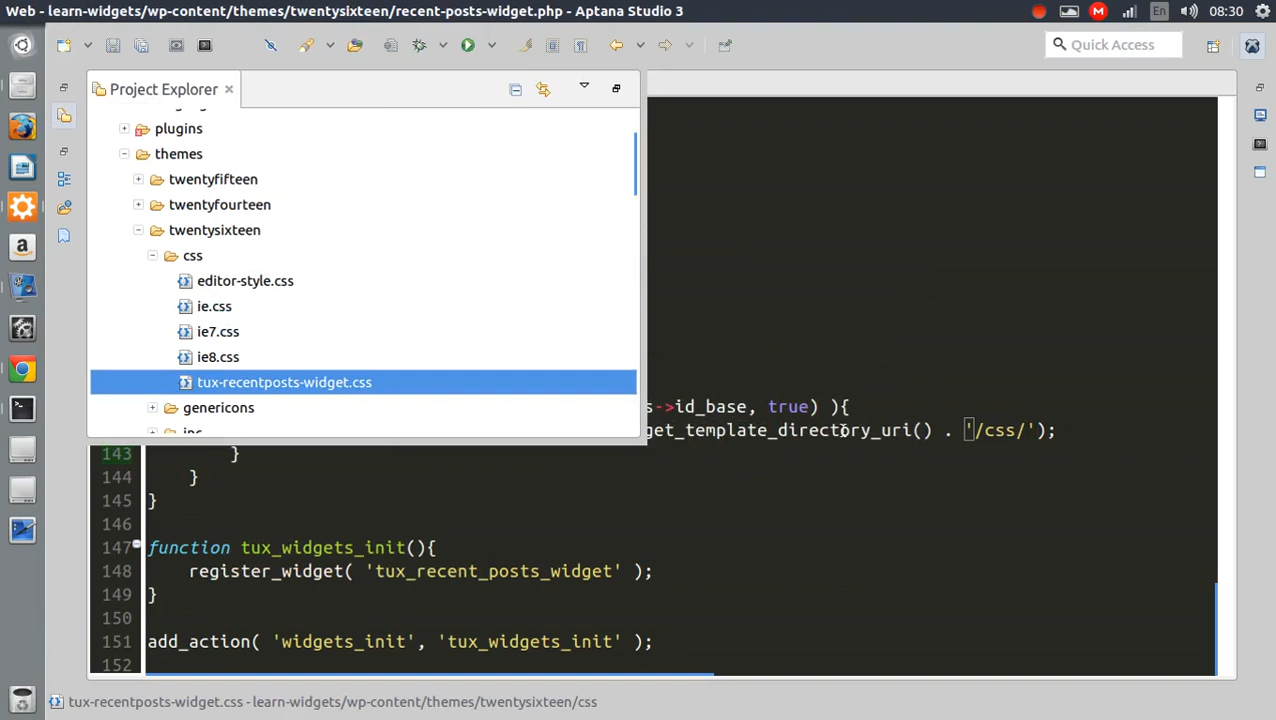 Web - learn-widgets/wp-content/themes/twentysixteen/recent-posts-widget.php - Aptana Studio 3
En
08:30
Quick Access
Project Explorer
plugins
themes
twentyfifteen
twentyfourteen
twentysixteen
css
editor-style.css
ie.css
ie7.css
ie8.css
tux-recentposts-widget.css
genericons
s->id_base, true) ){
get_template_directory_uri() . '/css/');
143 }
144 }
145 }
146
147 function tux_widgets_init(){
148 register_widget( 'tux_recent_posts_widget' );
149 }
150
151 add_action( 'widgets_init', 'tux_widgets_init' );
152
tux-recentposts-widget.css - learn-widgets/wp-content/themes/twentysixteen/css